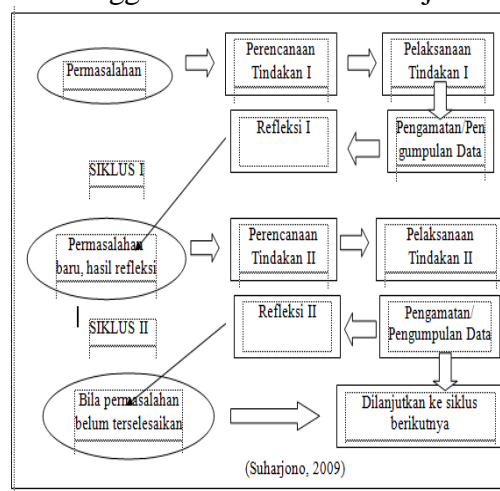 Permasalahan
Perencanaan
Tindakan I
Pelaksanaan
Tindakan I
Refleksi I
Pengamatan/Pen
gumpulan Data
SIKLUS I
Permasalahan
baru, hasil refleksi
Perencanaan
Tindakan II
Pelaksanaan
Tindakan II
Refleksi II
Pengamatan/
Pengumpulan Data
SIKLUS II
Bila permasalahan
belum terselesaikan
Dilanjutkan ke siklus
berikutnya
(Suharjono, 2009)